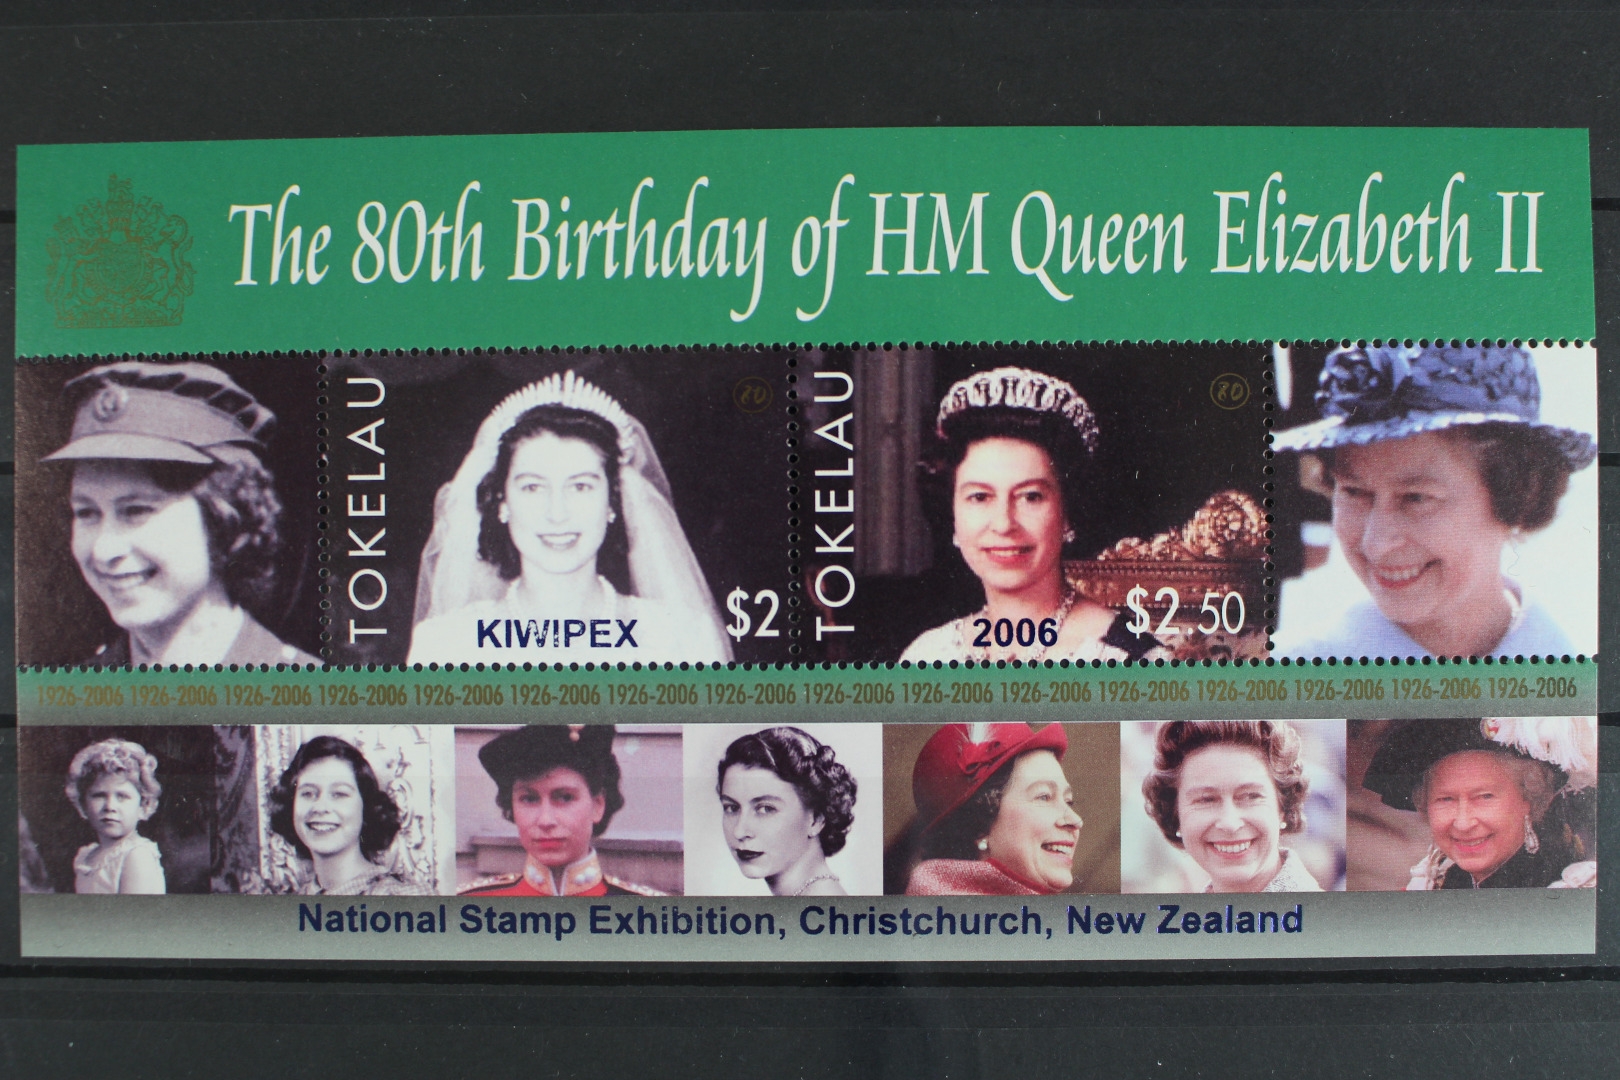 The 80th Birthday of HM Queen Elizabeth II
TOKELAU
80
KIWIPEX
$2
TOKELAU
80
2006
$2.50
1926-2006 1926-2006 1926-2006 1926-2006 1926-2006 1926-2006 1926-2006 1926-2006 1926-2006 1926-2006 1926-2006 1926-2006 1926-2006 1926-2006 1926-2006 1926-2006
National Stamp Exhibition, Christchurch, New Zealand